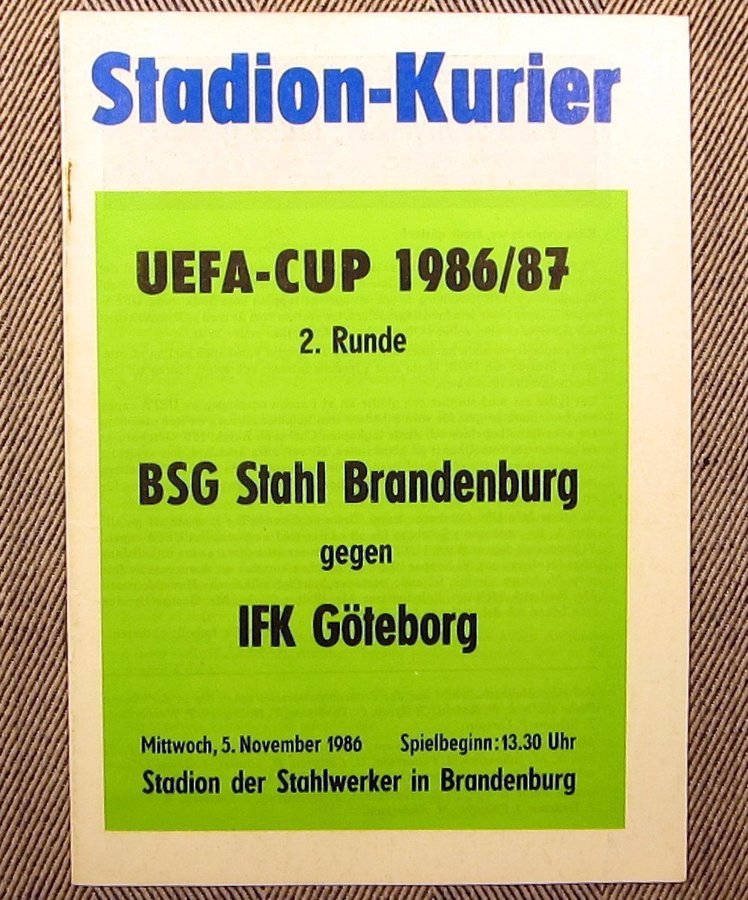 Stadion-Kurier
UEFA-CUP 1986/87
2. Runde
BSG Stahl Brandenburg
gegen
IFK Göteborg
Mittwoch, 5. November 1986 Spielbeginn: 13.30 Uhr
Stadion der Stahlwerker in Brandenburg